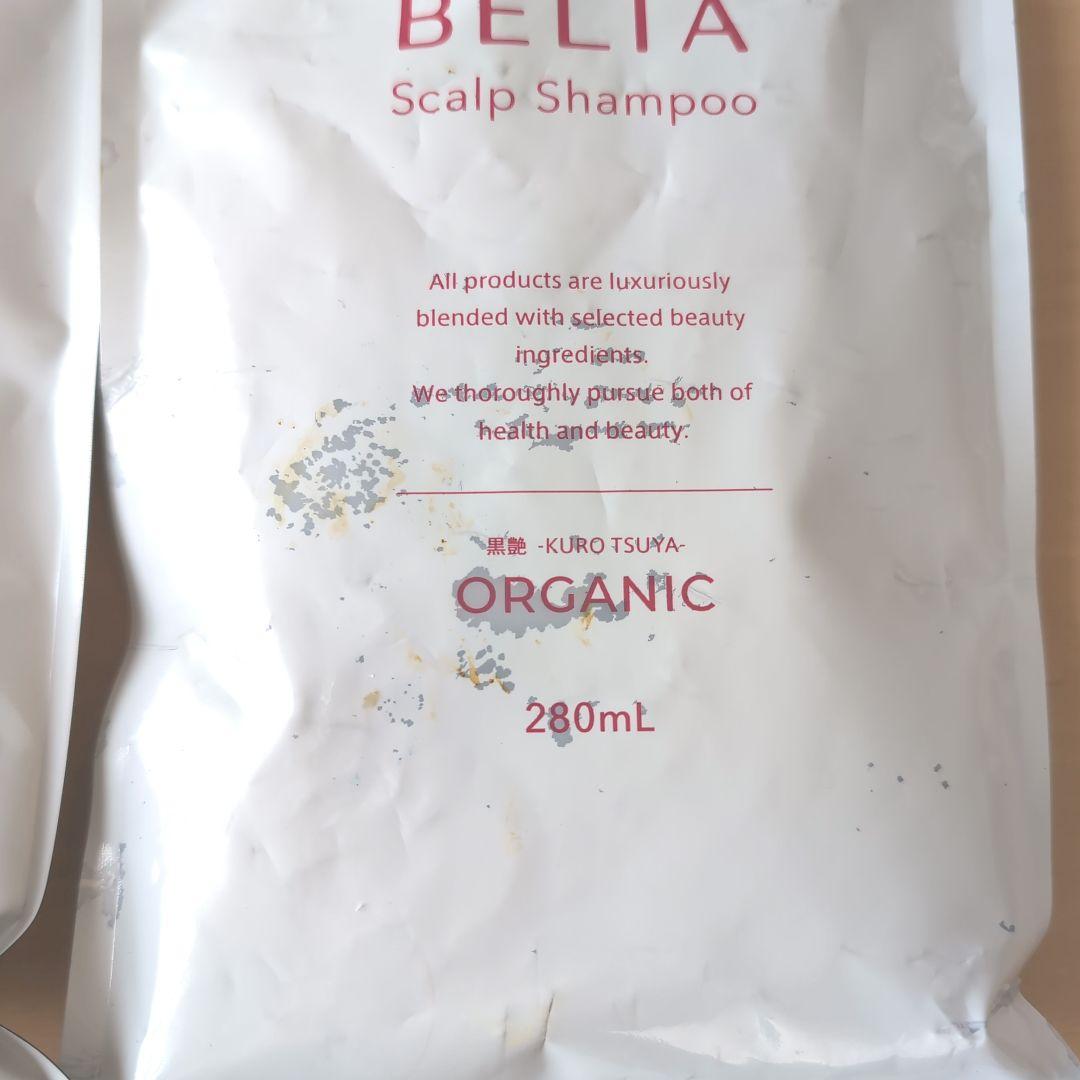 BELTA
Scalp Shampoo
All products are luxuriously
blended with selected beauty
ingredients.
We thoroughly pursue both of
health and beauty.
黒艶 -KURO TSUYA-
ORGANIC
280mL